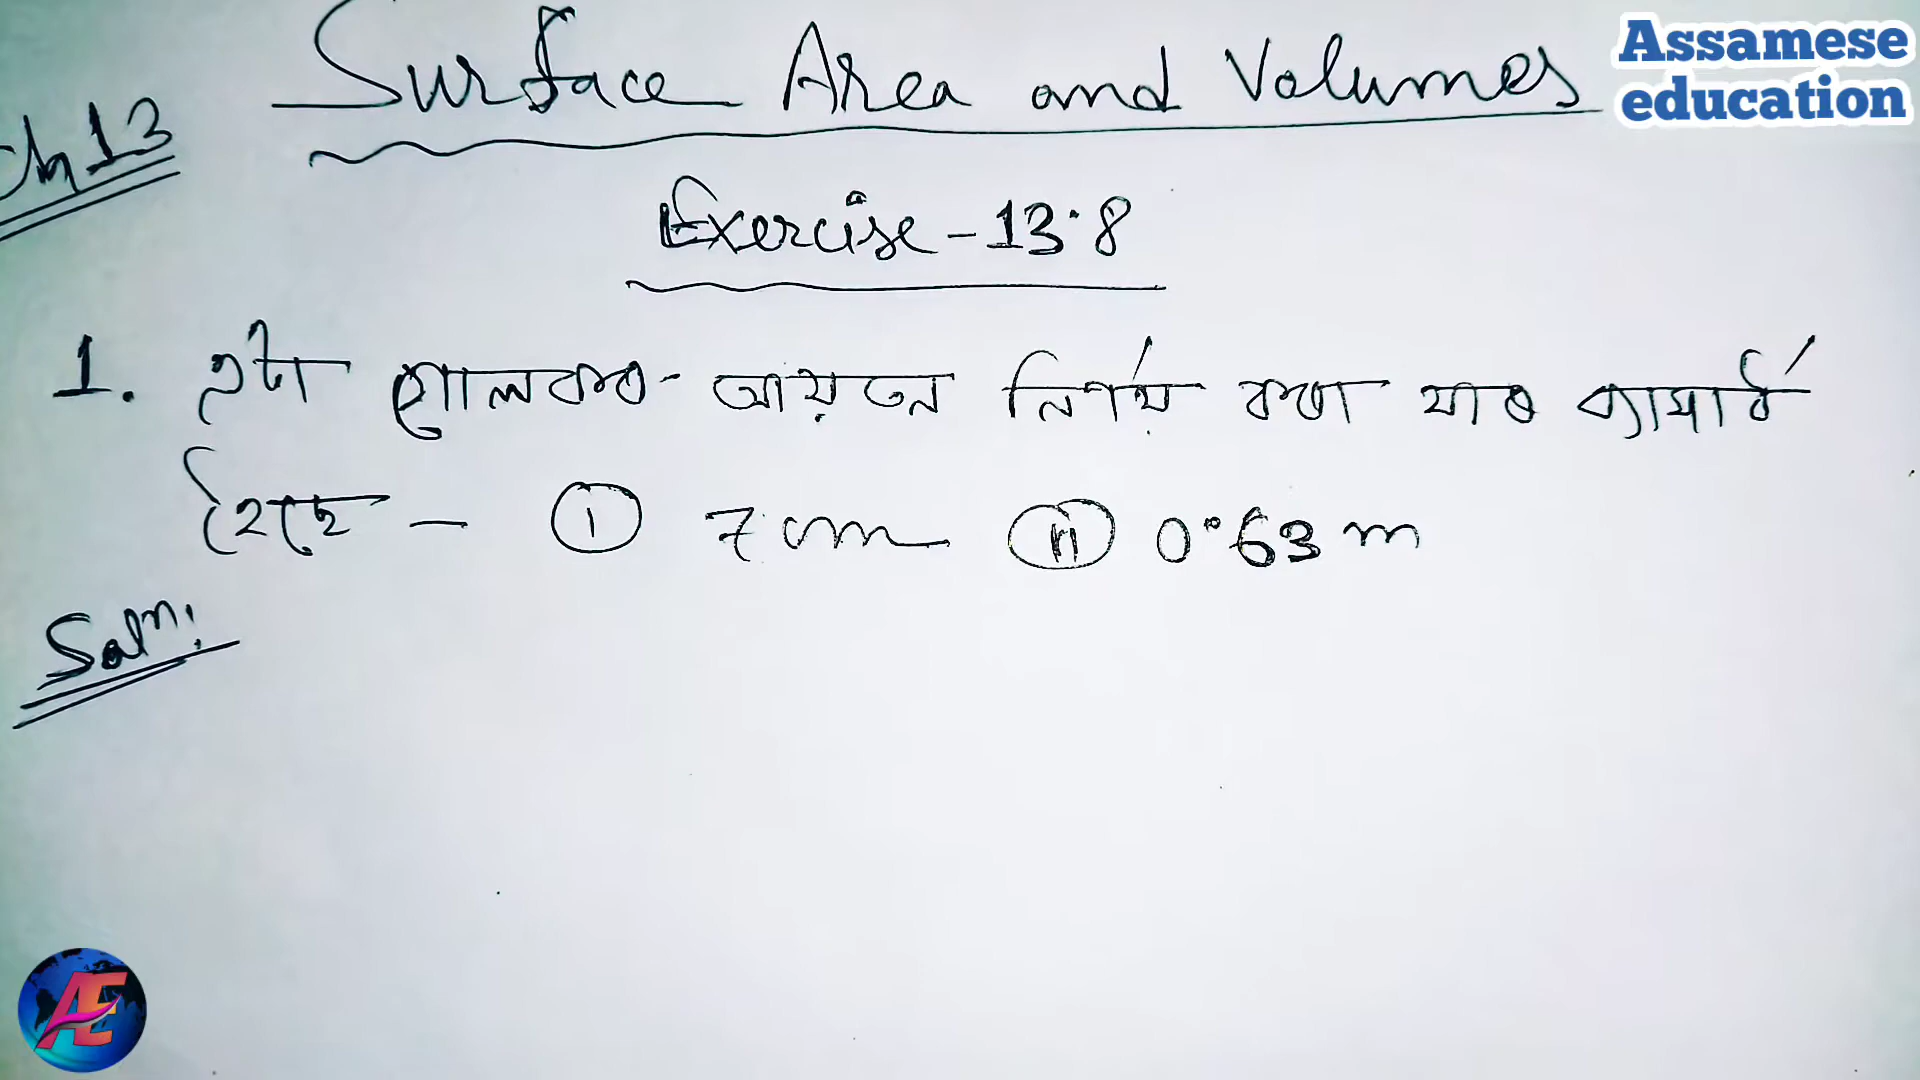 Surface Area and Volumes
Assamese education
Ch 13
Exercise - 13.8
1. এটা গোলকৰ আয়তন নিৰ্ণয় কৰা যাৰ ব্যাসাৰ্ধ
হৈছে - (i) 7 cm (ii) 0.63 m
Solⁿ:
AE